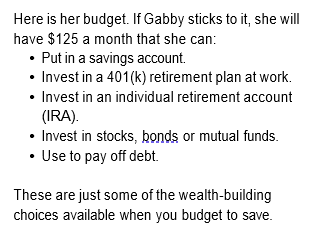 Here is her budget. If Gabby sticks to it, she will
have $125 a month that she can:
• Put in a savings account.
• Invest in a 401(k) retirement plan at work.
• Invest in an individual retirement account
(IRA).
• Invest in stocks, bonds or mutual funds.
• Use to pay off debt.
These are just some of the wealth-building
choices available when you budget to save.